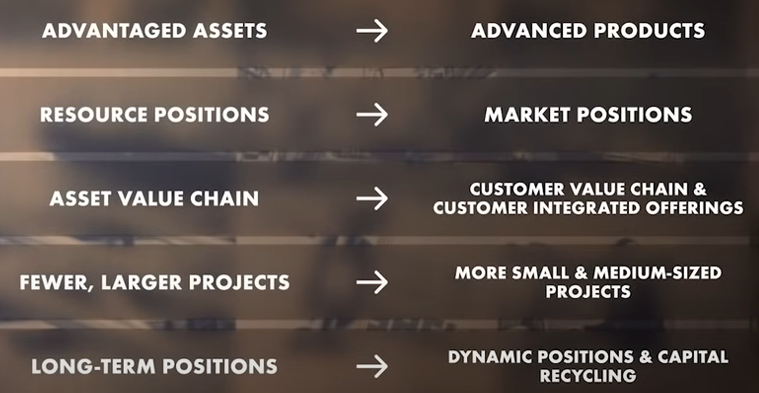 ADVANTAGED ASSETS → ADVANCED PRODUCTS
RESOURCE POSITIONS → MARKET POSITIONS
ASSET VALUE CHAIN → CUSTOMER VALUE CHAIN &
CUSTOMER INTEGRATED OFFERINGS
FEWER, LARGER PROJECTS → MORE SMALL & MEDIUM-SIZED
PROJECTS
LONG-TERM POSITIONS → DYNAMIC POSITIONS & CAPITAL
RECYCLING